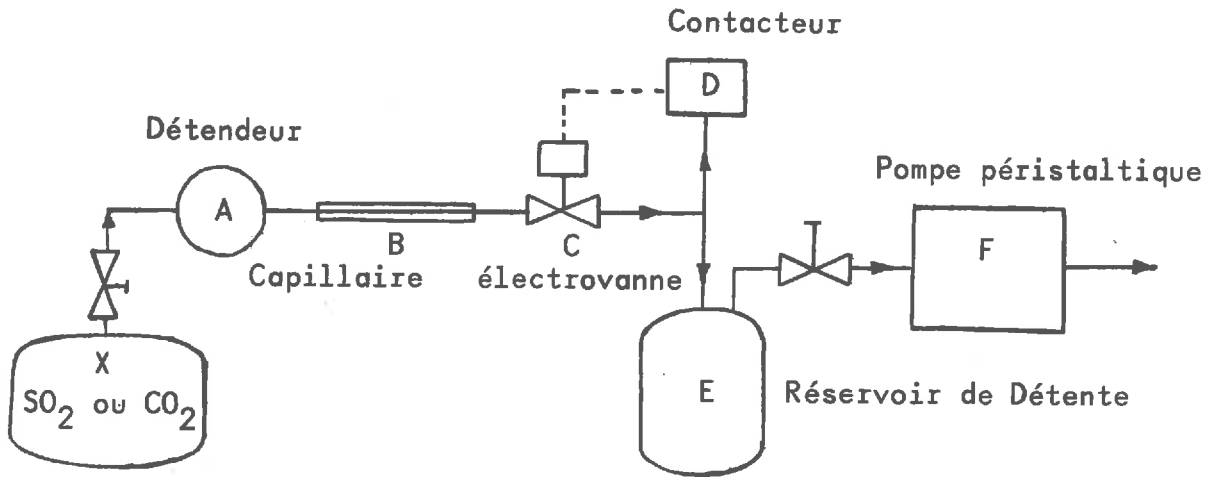 Contacteur
D
Détendeur
Pompe péristaltique
A
B
C
F
Capillaire
électrovanne
X
SO2 ou CO2
E
Réservoir de Détente